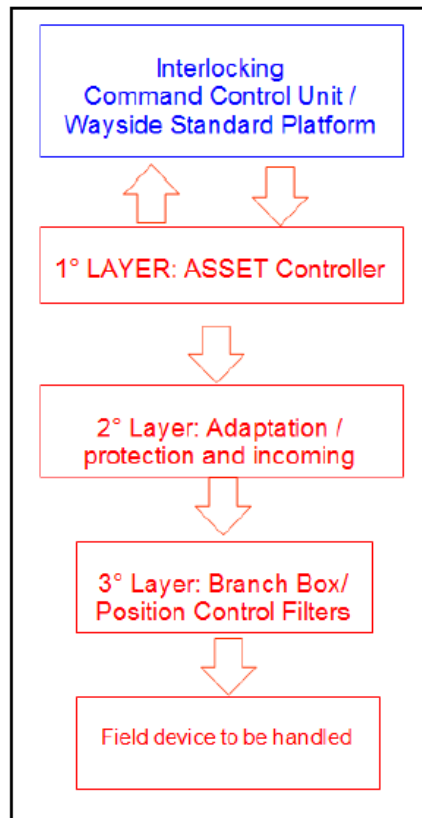 Interlocking
Command Control Unit /
Wayside Standard Platform
1° LAYER: ASSET Controller
2° Layer: Adaptation /
protection and incoming
3° Layer: Branch Box/
Position Control Filters
Field device to be handled